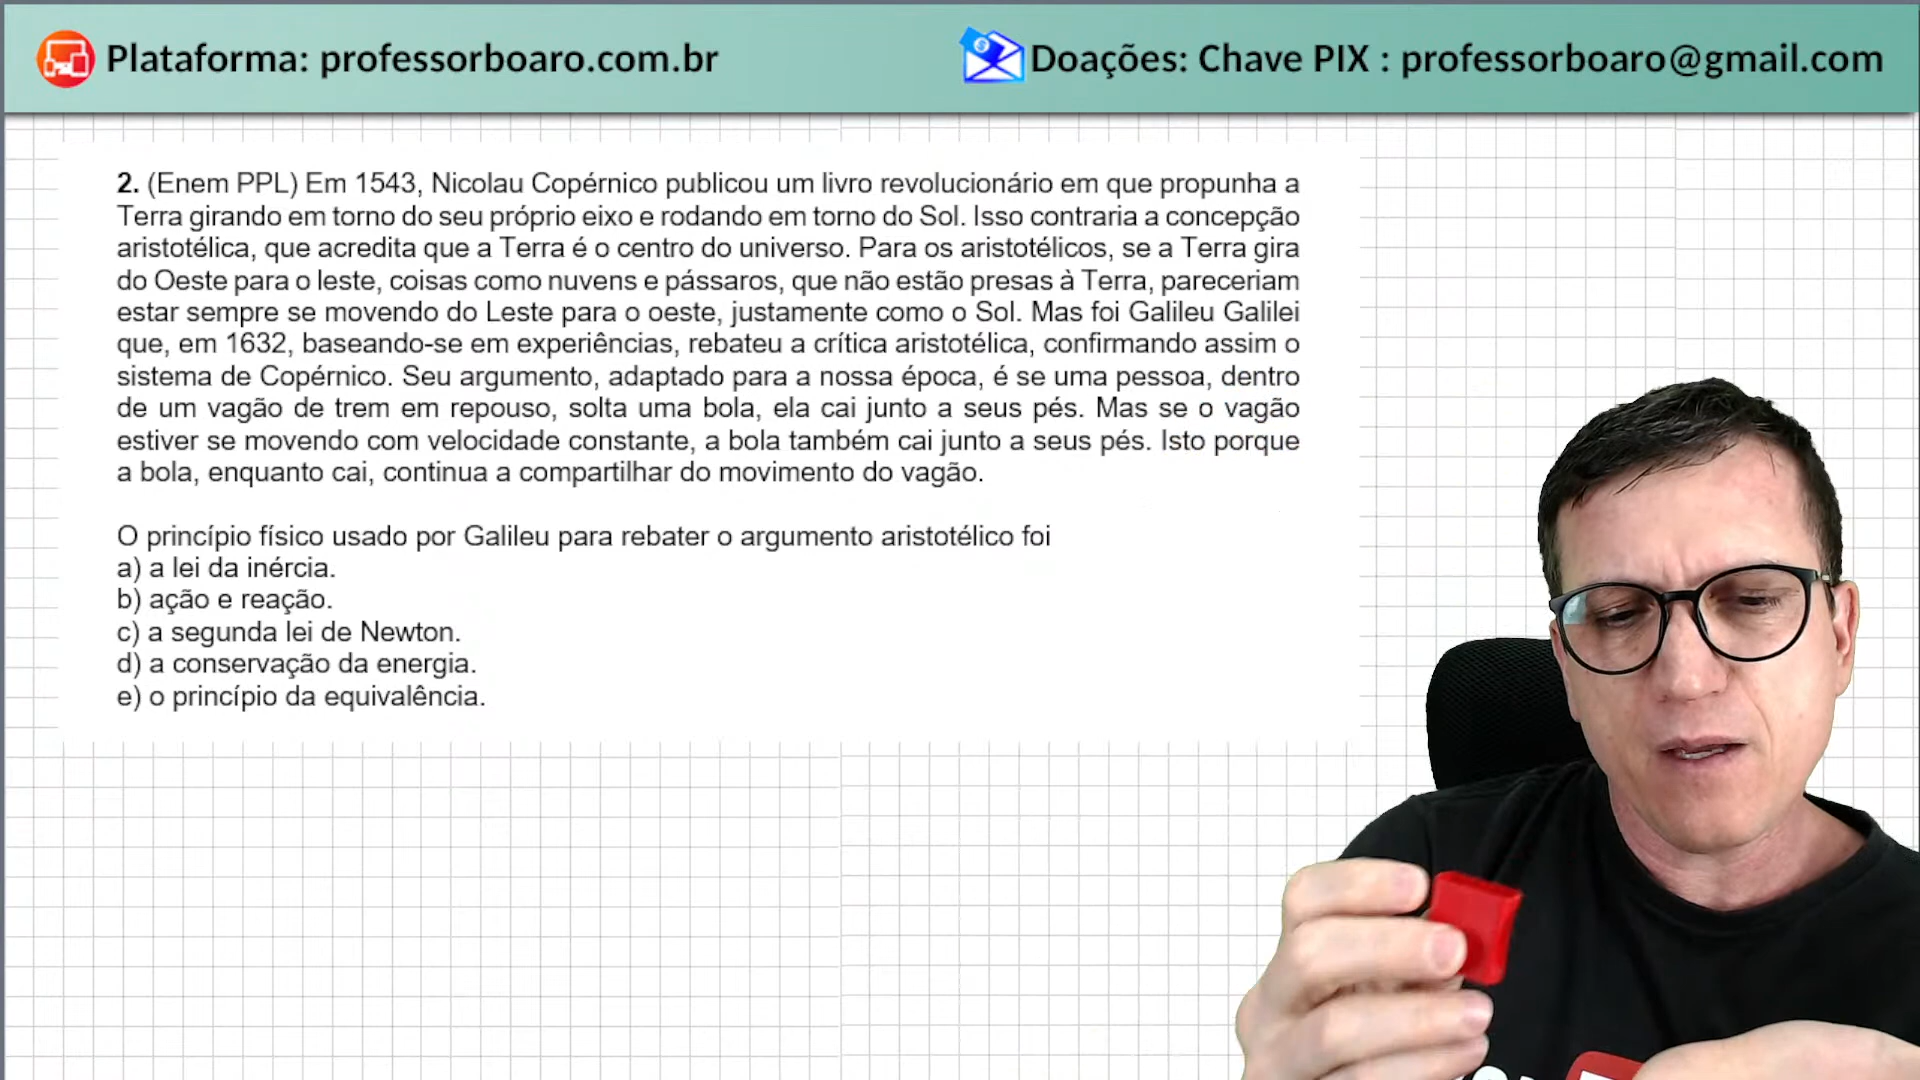 Plataforma: professorboaro.com.br
Doações: Chave PIX : professorboaro@gmail.com
2. (Enem PPL) Em 1543, Nicolau Copérnico publicou um livro revolucionário em que propunha a
Terra girando em torno do seu próprio eixo e rodando em torno do Sol. Isso contraria a concepção
aristotélica, que acredita que a Terra é o centro do universo. Para os aristotélicos, se a Terra gira
do Oeste para o leste, coisas como nuvens e pássaros, que não estão presas à Terra, pareceriam
estar sempre se movendo do Leste para o oeste, justamente como o Sol. Mas foi Galileu Galilei
que, em 1632, baseando-se em experiências, rebateu a crítica aristotélica, confirmando assim o
sistema de Copérnico. Seu argumento, adaptado para a nossa época, é se uma pessoa, dentro
de um vagão de trem em repouso, solta uma bola, ela cai junto a seus pés. Mas se o vagão
estiver se movendo com velocidade constante, a bola também cai junto a seus pés. Isto porque
a bola, enquanto cai, continua a compartilhar do movimento do vagão.
O princípio físico usado por Galileu para rebater o argumento aristotélico foi
a) a lei da inércia.
b) ação e reação.
c) a segunda lei de Newton.
d) a conservação da energia.
e) o princípio da equivalência.